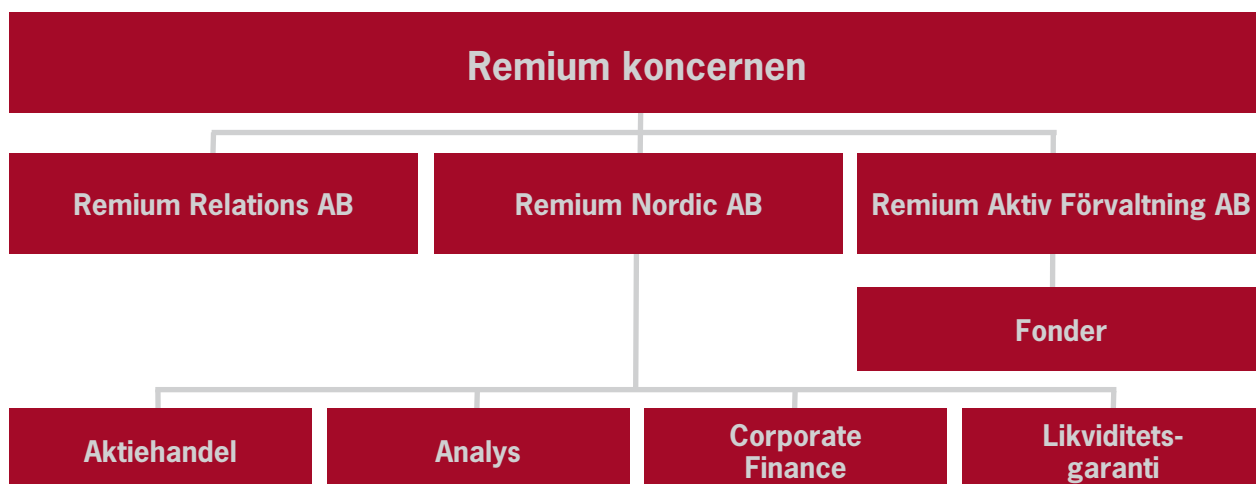 Remium koncernen
Remium Relations AB
Remium Nordic AB
Remium Aktiv Förvaltning AB
Fonder
Aktiehandel
Analys
Corporate
Finance
Likviditets-
garanti